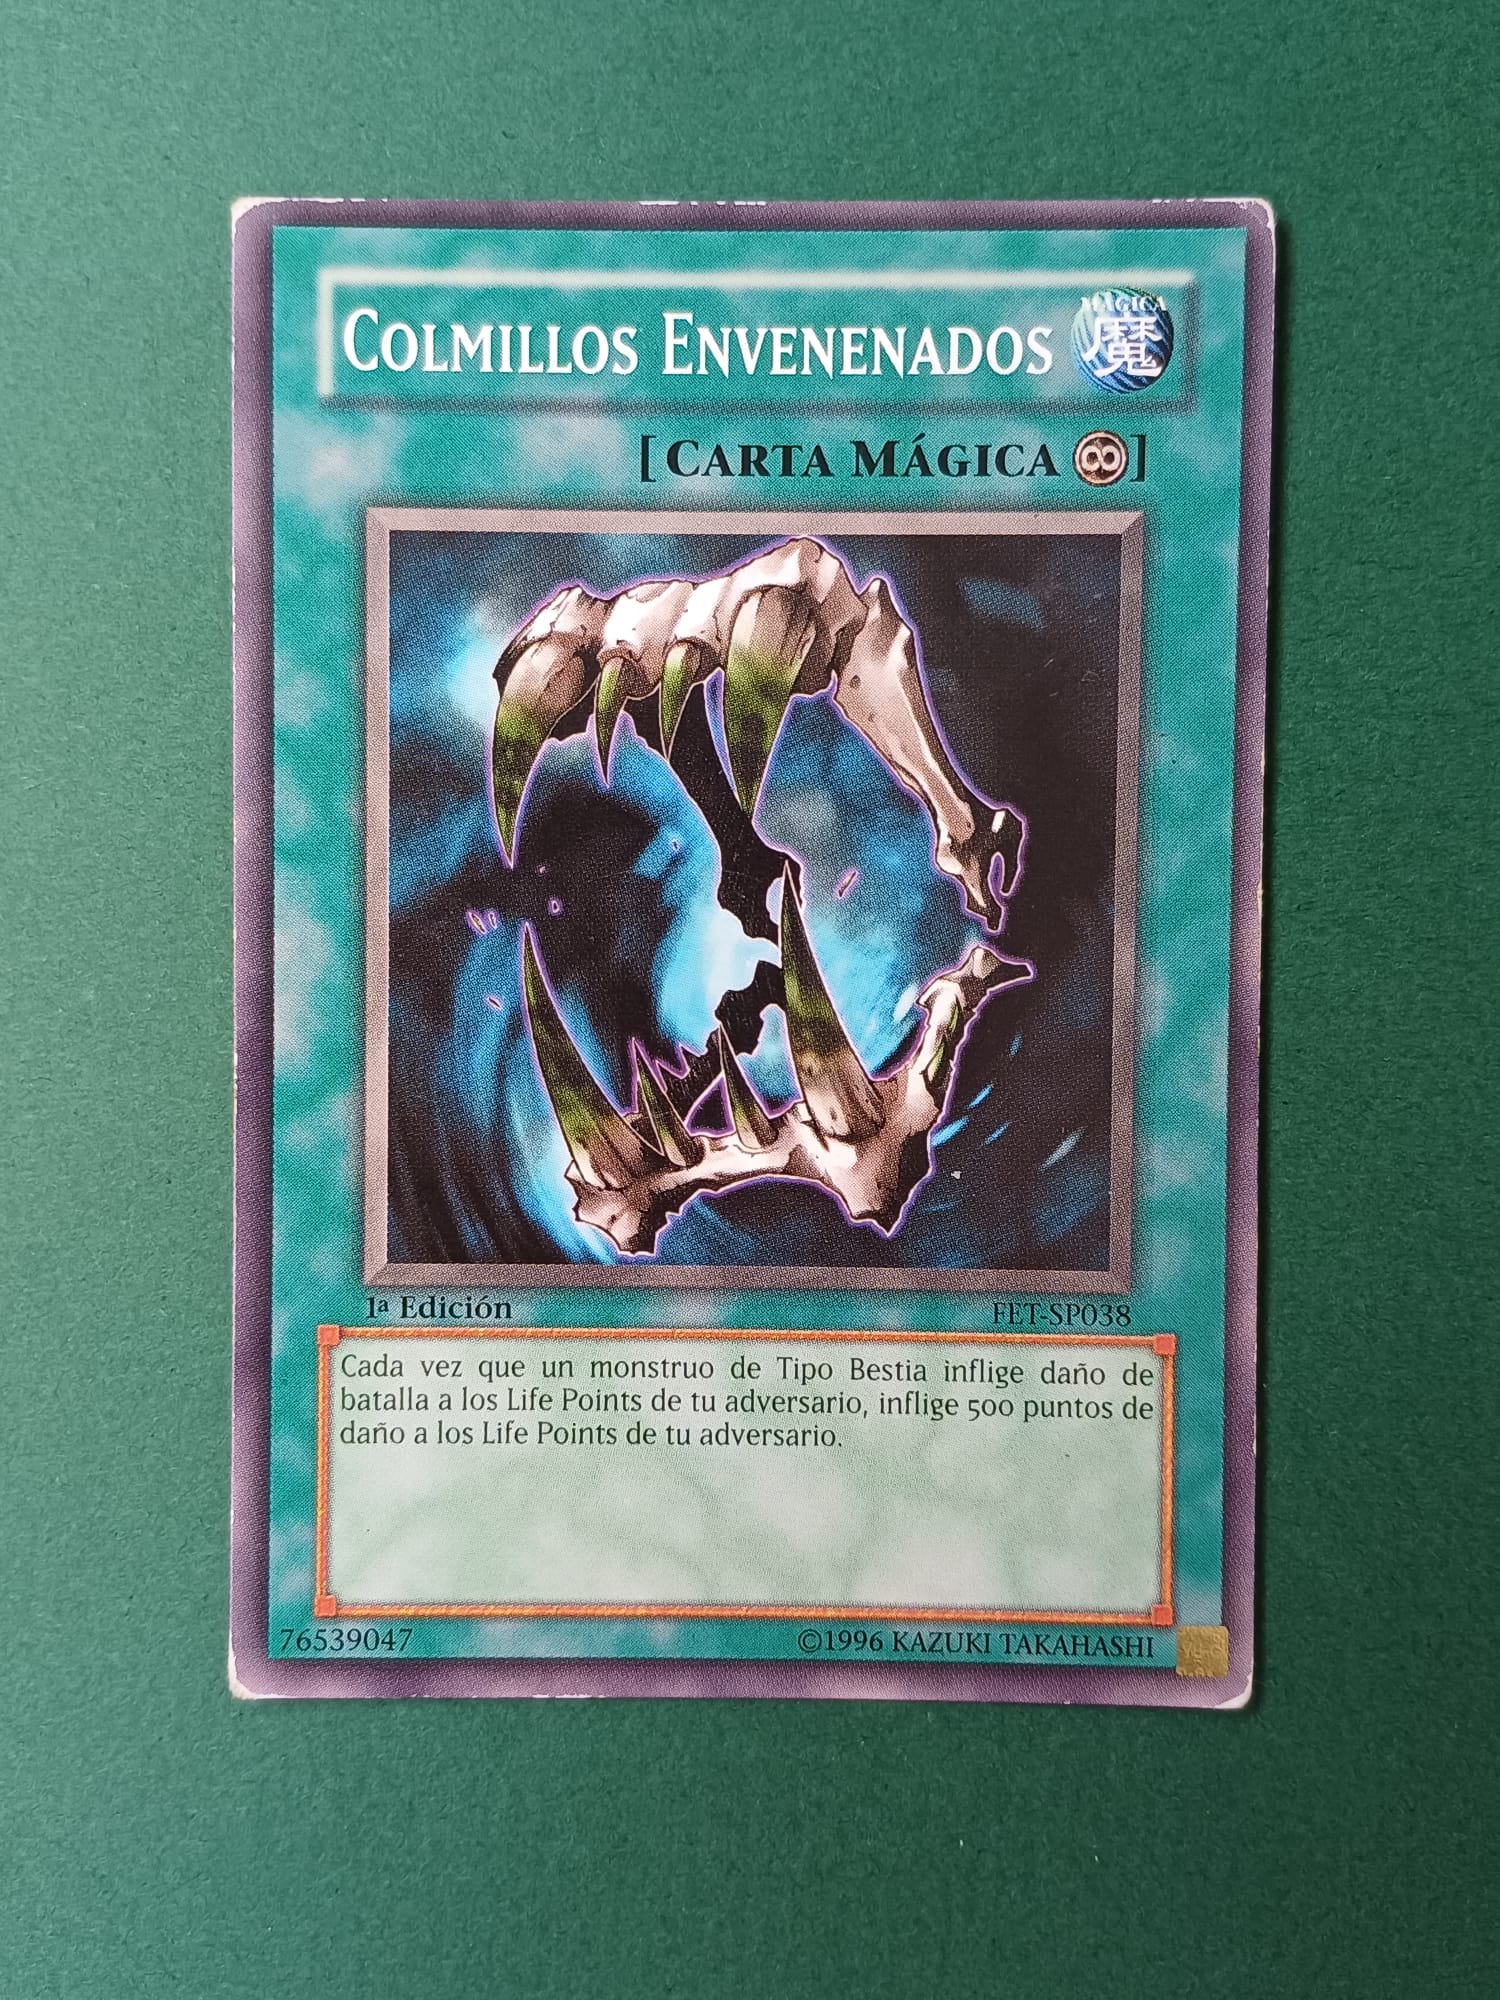 COLMILLOS ENVENENADOS
MÁGICA
魔
[CARTA MÁGICA ]
1ª Edición
FET-SP038
Cada vez que un monstruo de Tipo Bestia inflige daño de
batalla a los Life Points de tu adversario, inflige 500 puntos de
daño a los Life Points de tu adversario.
76539047
©1996 KAZUKI TAKAHASHI